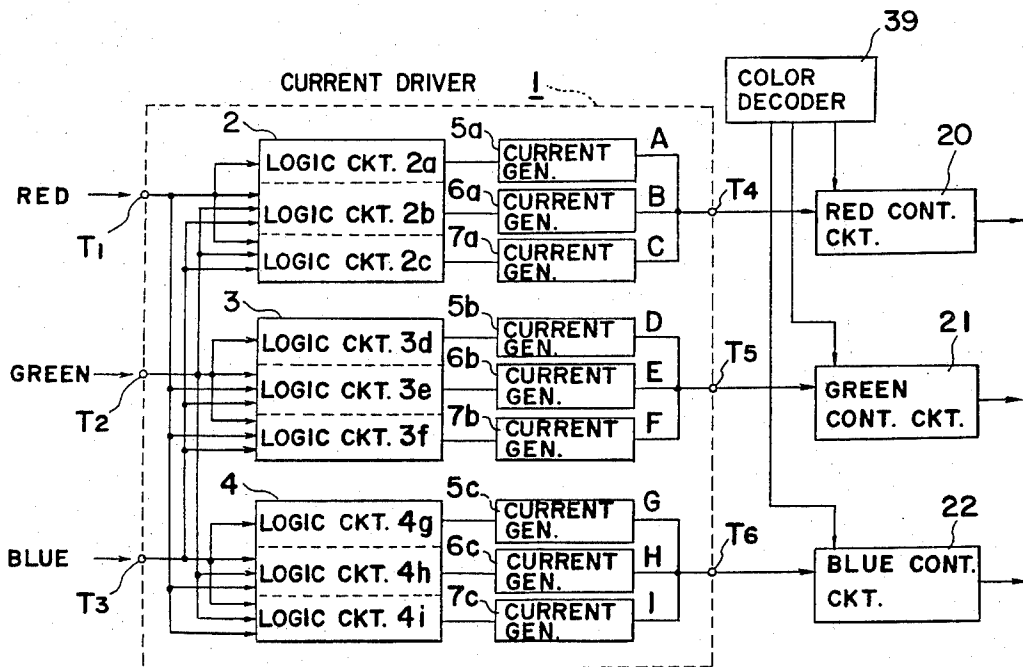 39
CURRENT DRIVER 1
COLOR
DECODER
2
LOGIC CKT. 2a
LOGIC CKT. 2b
LOGIC CKT. 2c
5a
CURRENT
GEN.
A
6a
CURRENT
GEN.
B
7a
CURRENT
GEN.
C
RED
T1
T4
20
RED CONT.
CKT.
3
LOGIC CKT. 3d
LOGIC CKT. 3e
LOGIC CKT. 3f
5b
CURRENT
GEN.
D
6b
CURRENT
GEN.
E
7b
CURRENT
GEN.
F
GREEN
T2
T5
21
GREEN
CONT. CKT.
4
LOGIC CKT. 4g
LOGIC CKT. 4h
LOGIC CKT. 4i
5c
CURRENT
GEN.
G
6c
CURRENT
GEN.
H
7c
CURRENT
GEN.
I
BLUE
T3
T6
22
BLUE CONT.
CKT.